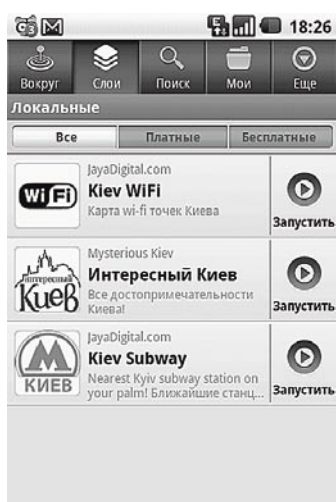 18:26
Вокруг Слои Поиск Мои Еще
Локальные
Все Платные Бесплатные
JayaDigital.com
Kiev WiFi
Карта wi-fi точек Киева
Запустить
WiFi
Mysterious Kiev
Интересный Киев
Все достопримечательности
Киева!
Запустить
интересный
Киев
JayaDigital.com
Kiev Subway
Nearest Kyiv subway station on
your palm! Ближайшие станц...
Запустить
М
КИЕВ